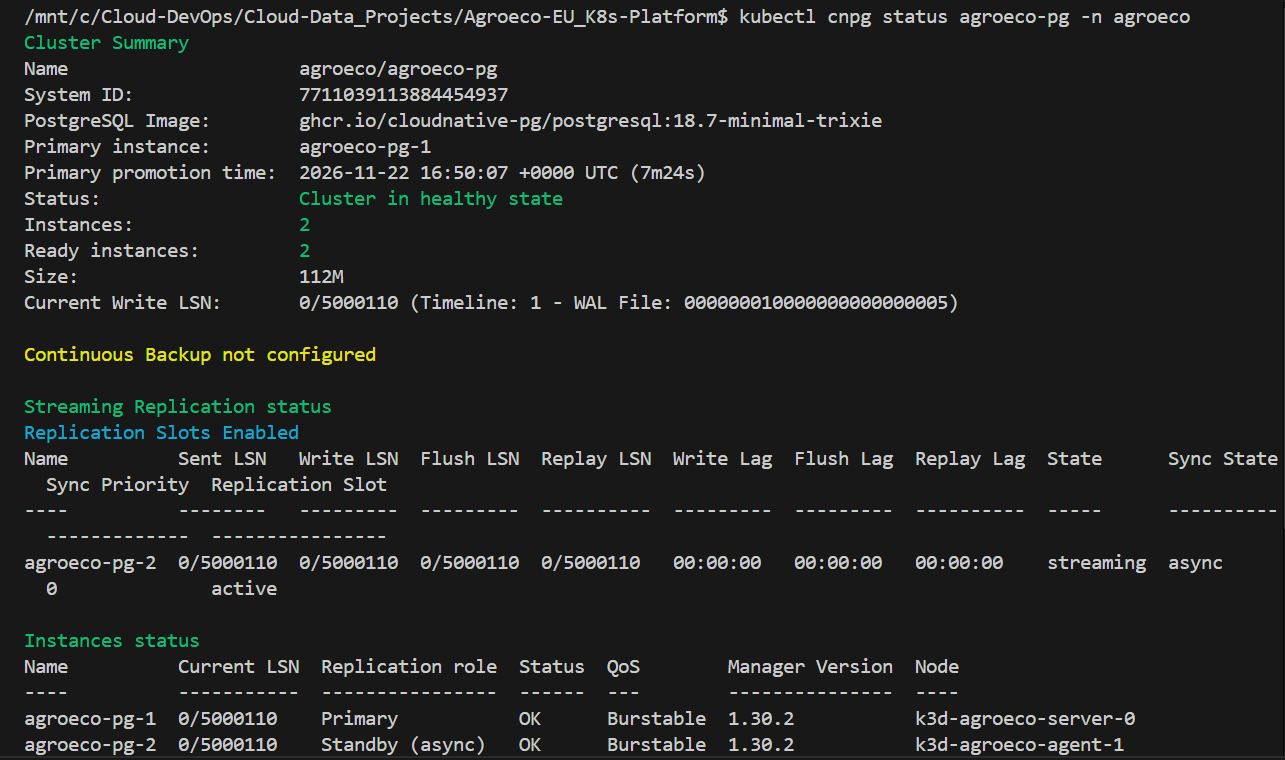 /mnt/c/Cloud-DevOps/Cloud-Data_Projects/Agroeco-EU_K8s-Platform$ kubectl cnpg status agroeco-pg -n agroeco
Cluster Summary
Name                     agroeco/agroeco-pg
System ID:               7711039113884454937
PostgreSQL Image:        ghcr.io/cloudnative-pg/postgresql:18.7-minimal-trixie
Primary instance:        agroeco-pg-1
Primary promotion time:  2026-11-22 16:50:07 +0000 UTC (7m24s)
Status:                  Cluster in healthy state
Instances:               2
Ready instances:         2
Size:                    112M
Current Write LSN:       0/5000110 (Timeline: 1 - WAL File: 000000010000000000000005)

Continuous Backup not configured

Streaming Replication status
Replication Slots Enabled
Name          Sent LSN   Write LSN  Flush LSN  Replay LSN  Write Lag  Flush Lag  Replay Lag  State      Sync State
  Sync Priority  Replication Slot
----          --------   ---------  ---------  ----------  ---------  ---------  ----------  -----      ----------
  -------------  ----------------
agroeco-pg-2  0/5000110  0/5000110  0/5000110  0/5000110   00:00:00   00:00:00   00:00:00    streaming  async
  0              active

Instances status
Name          Current LSN  Replication role  Status  QoS        Manager Version  Node
----          -----------  ----------------  ------  ---        ---------------  ----
agroeco-pg-1  0/5000110    Primary           OK      Burstable  1.30.2           k3d-agroeco-server-0
agroeco-pg-2  0/5000110    Standby (async)   OK      Burstable  1.30.2           k3d-agroeco-agent-1